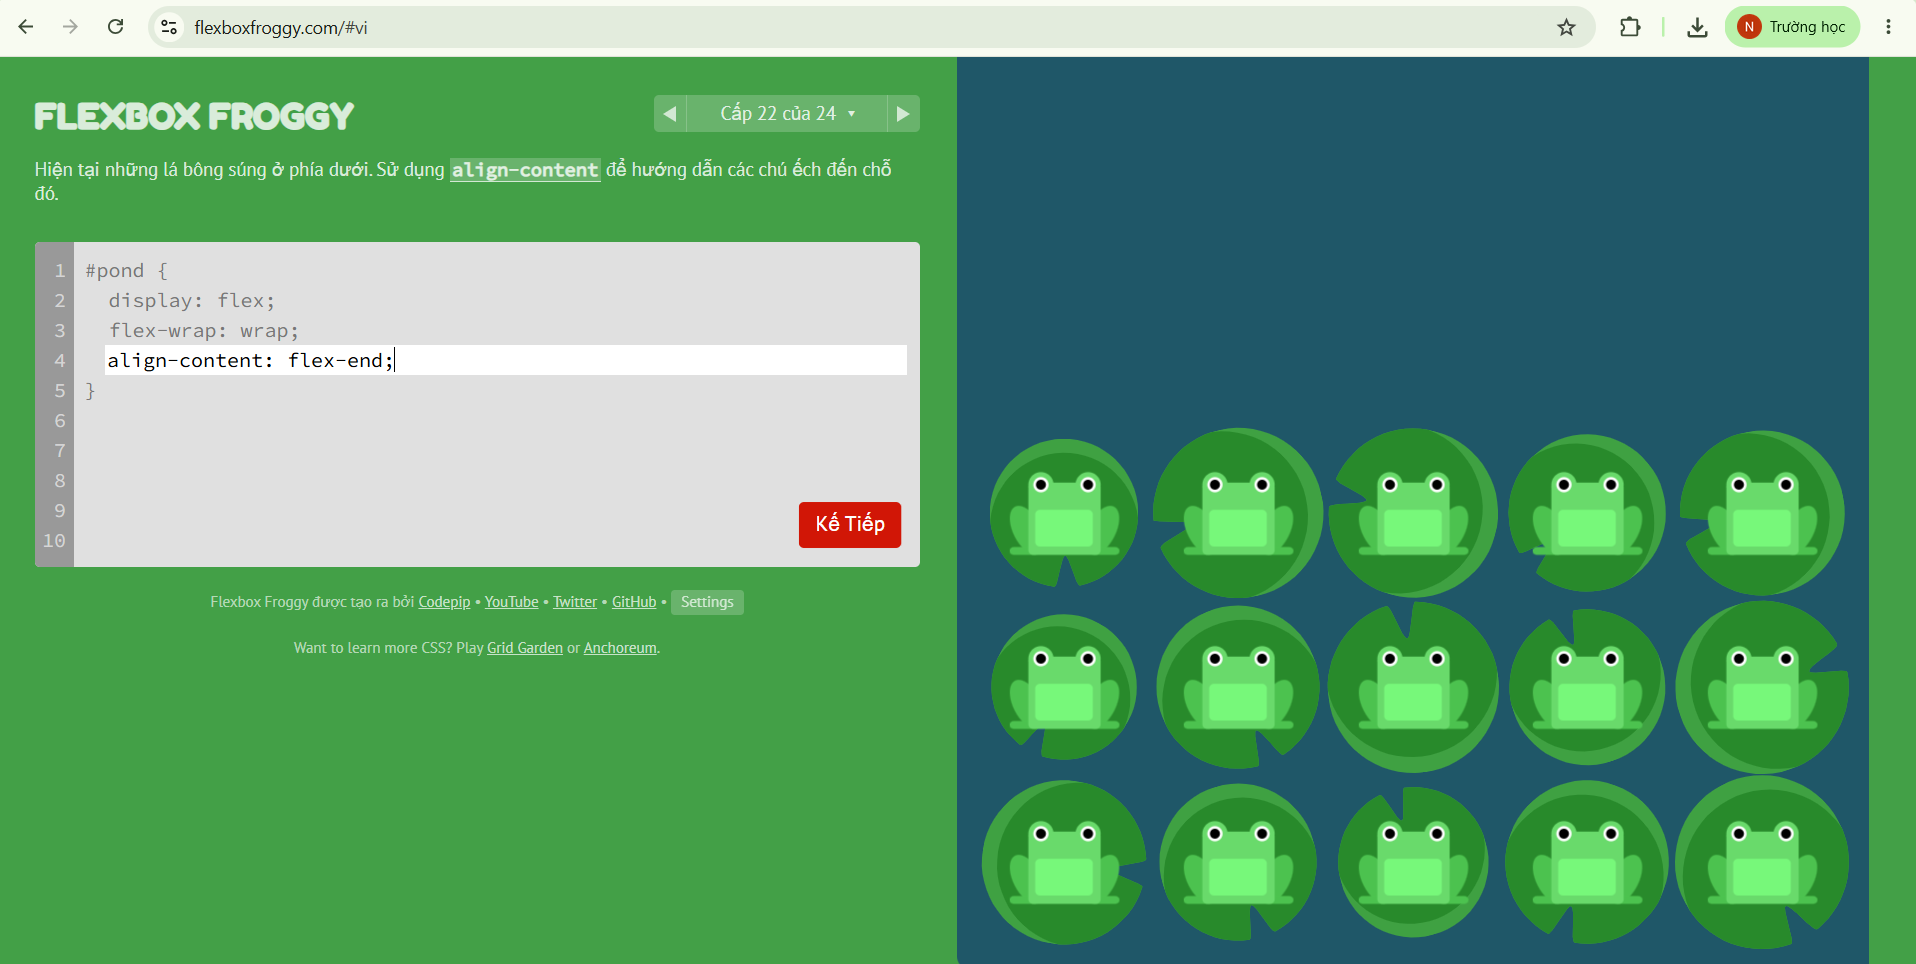 flexboxfroggy.com/#vi
N Trường học
FLEXBOX FROGGY
◀ Cấp 22 của 24 ▾ ▶
Hiện tại những lá bông súng ở phía dưới. Sử dụng align-content để hướng dẫn các chú ếch đến chỗ
đó.
1 #pond {
2 display: flex;
3 flex-wrap: wrap;
4 align-content: flex-end;
5 }
6
7
8
9
10
Kế Tiếp
Flexbox Froggy được tạo ra bởi Codepip • YouTube • Twitter • GitHub • Settings
Want to learn more CSS? Play Grid Garden or Anchoreum.